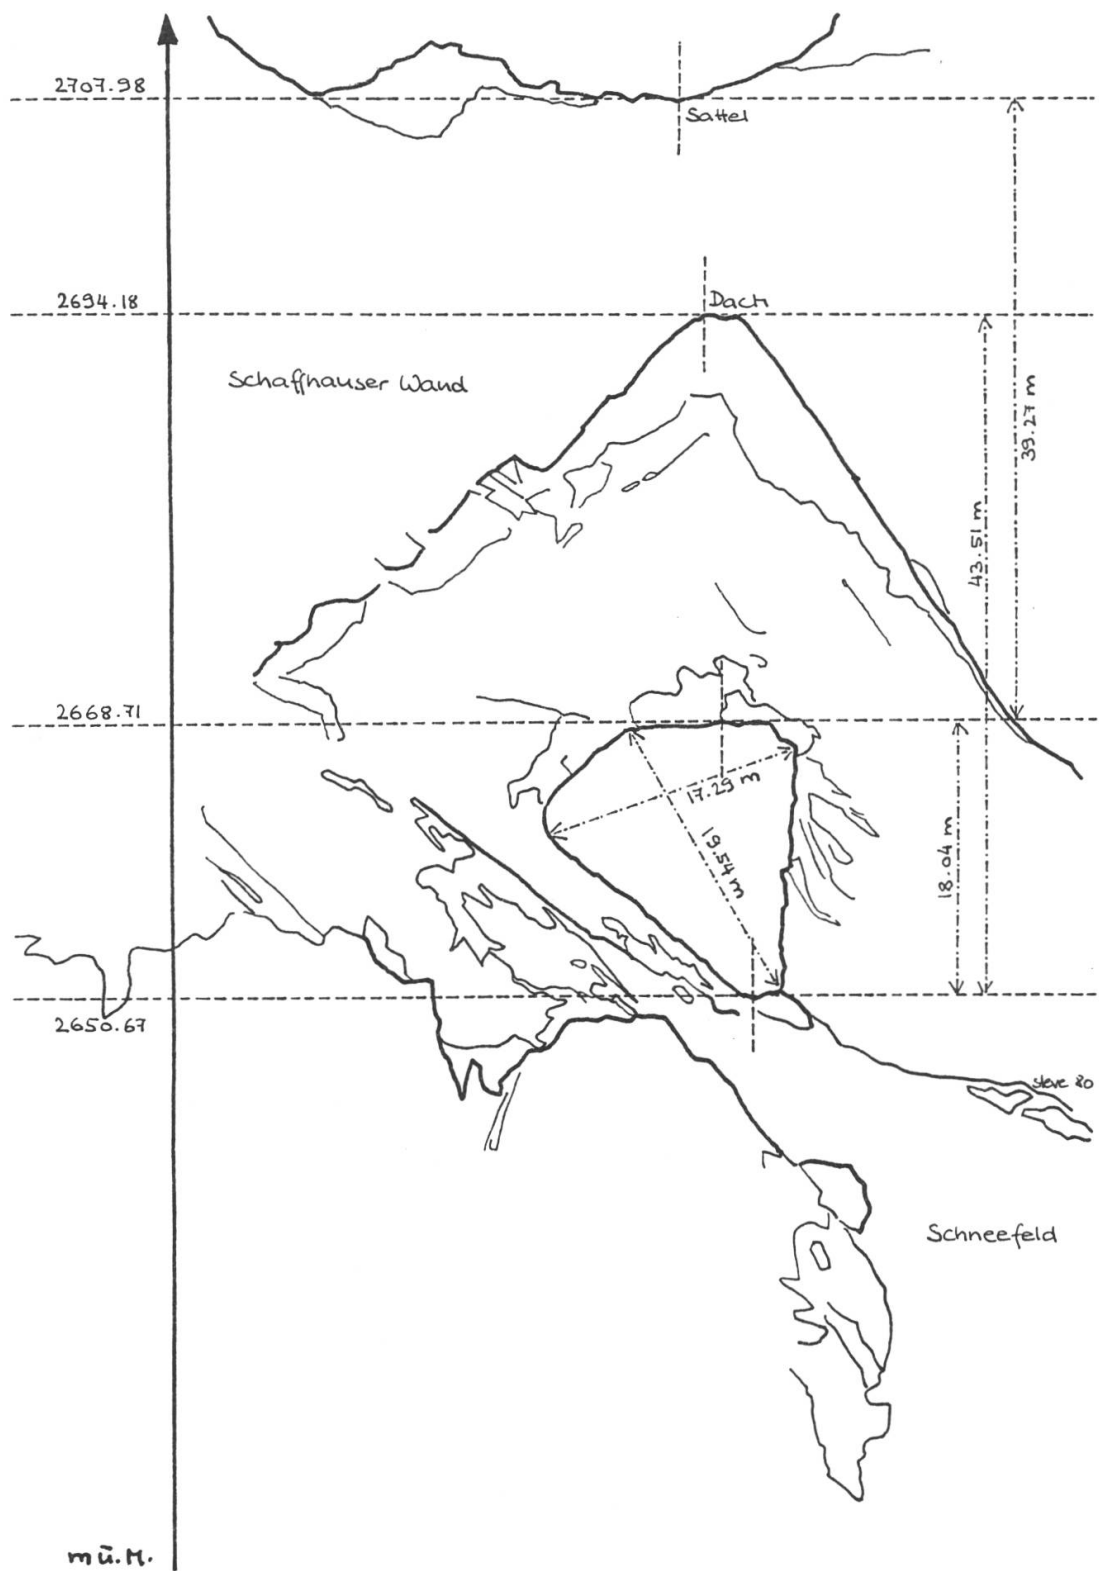 2707.98
Sattel
2694.18
Dach
Schaffhauser Wand
39.27 m
43.51 m
2668.71
17.29 m
19.54 m
18.04 m
2650.67
steve 80
Schneefeld
m ü. M.